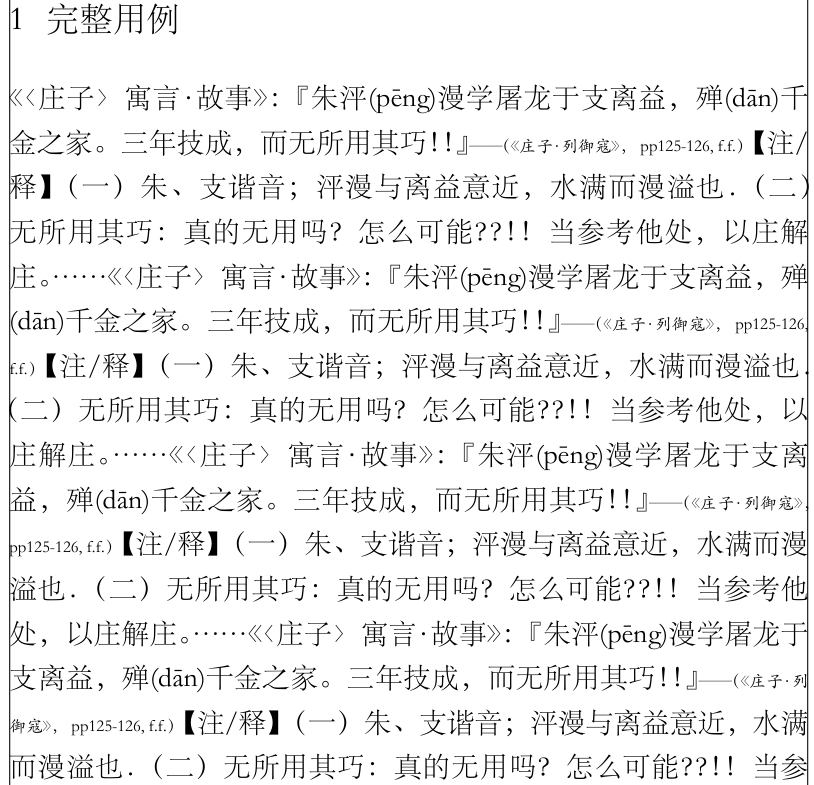 1 完整用例
《〈庄子〉寓言·故事》：『朱泙(pēng)漫学屠龙于支离益，殚(dān)千
金之家。三年技成，而无所用其巧！！』——(《庄子·列御寇》，pp125-126, f.f.)【注/
释】（一）朱、支谐音；泙漫与离益意近，水满而漫溢也．（二）
无所用其巧：真的无用吗？怎么可能??!！当参考他处，以庄解
庄。……《〈庄子〉寓言·故事》：『朱泙(pēng)漫学屠龙于支离益，殚
(dān)千金之家。三年技成，而无所用其巧！！』——(《庄子·列御寇》，pp125-126,
f.f.)【注/释】（一）朱、支谐音；泙漫与离益意近，水满而漫溢也．
（二）无所用其巧：真的无用吗？怎么可能??!！当参考他处，以
庄解庄。……《〈庄子〉寓言·故事》：『朱泙(pēng)漫学屠龙于支离
益，殚(dān)千金之家。三年技成，而无所用其巧！！』——(《庄子·列御寇》，
pp125-126, f.f.)【注/释】（一）朱、支谐音；泙漫与离益意近，水满而漫
溢也．（二）无所用其巧：真的无用吗？怎么可能??!！当参考他
处，以庄解庄。……《〈庄子〉寓言·故事》：『朱泙(pēng)漫学屠龙于
支离益，殚(dān)千金之家。三年技成，而无所用其巧！！』——(《庄子·列
御寇》，pp125-126, f.f.)【注/释】（一）朱、支谐音；泙漫与离益意近，水满
而漫溢也．（二）无所用其巧：真的无用吗？怎么可能??!！当参